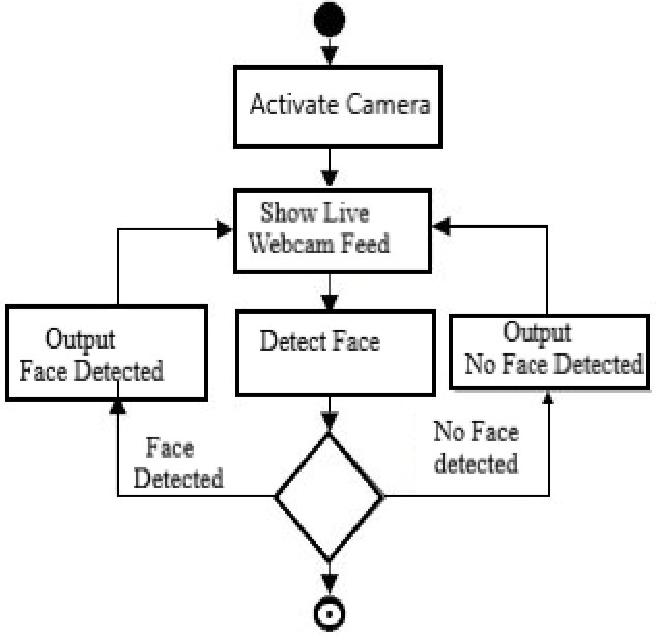 Activate Camera
Show Live
Webcam Feed
Output
Face Detected
Detect Face
Output
No Face Detected
Face
Detected
No Face
detected